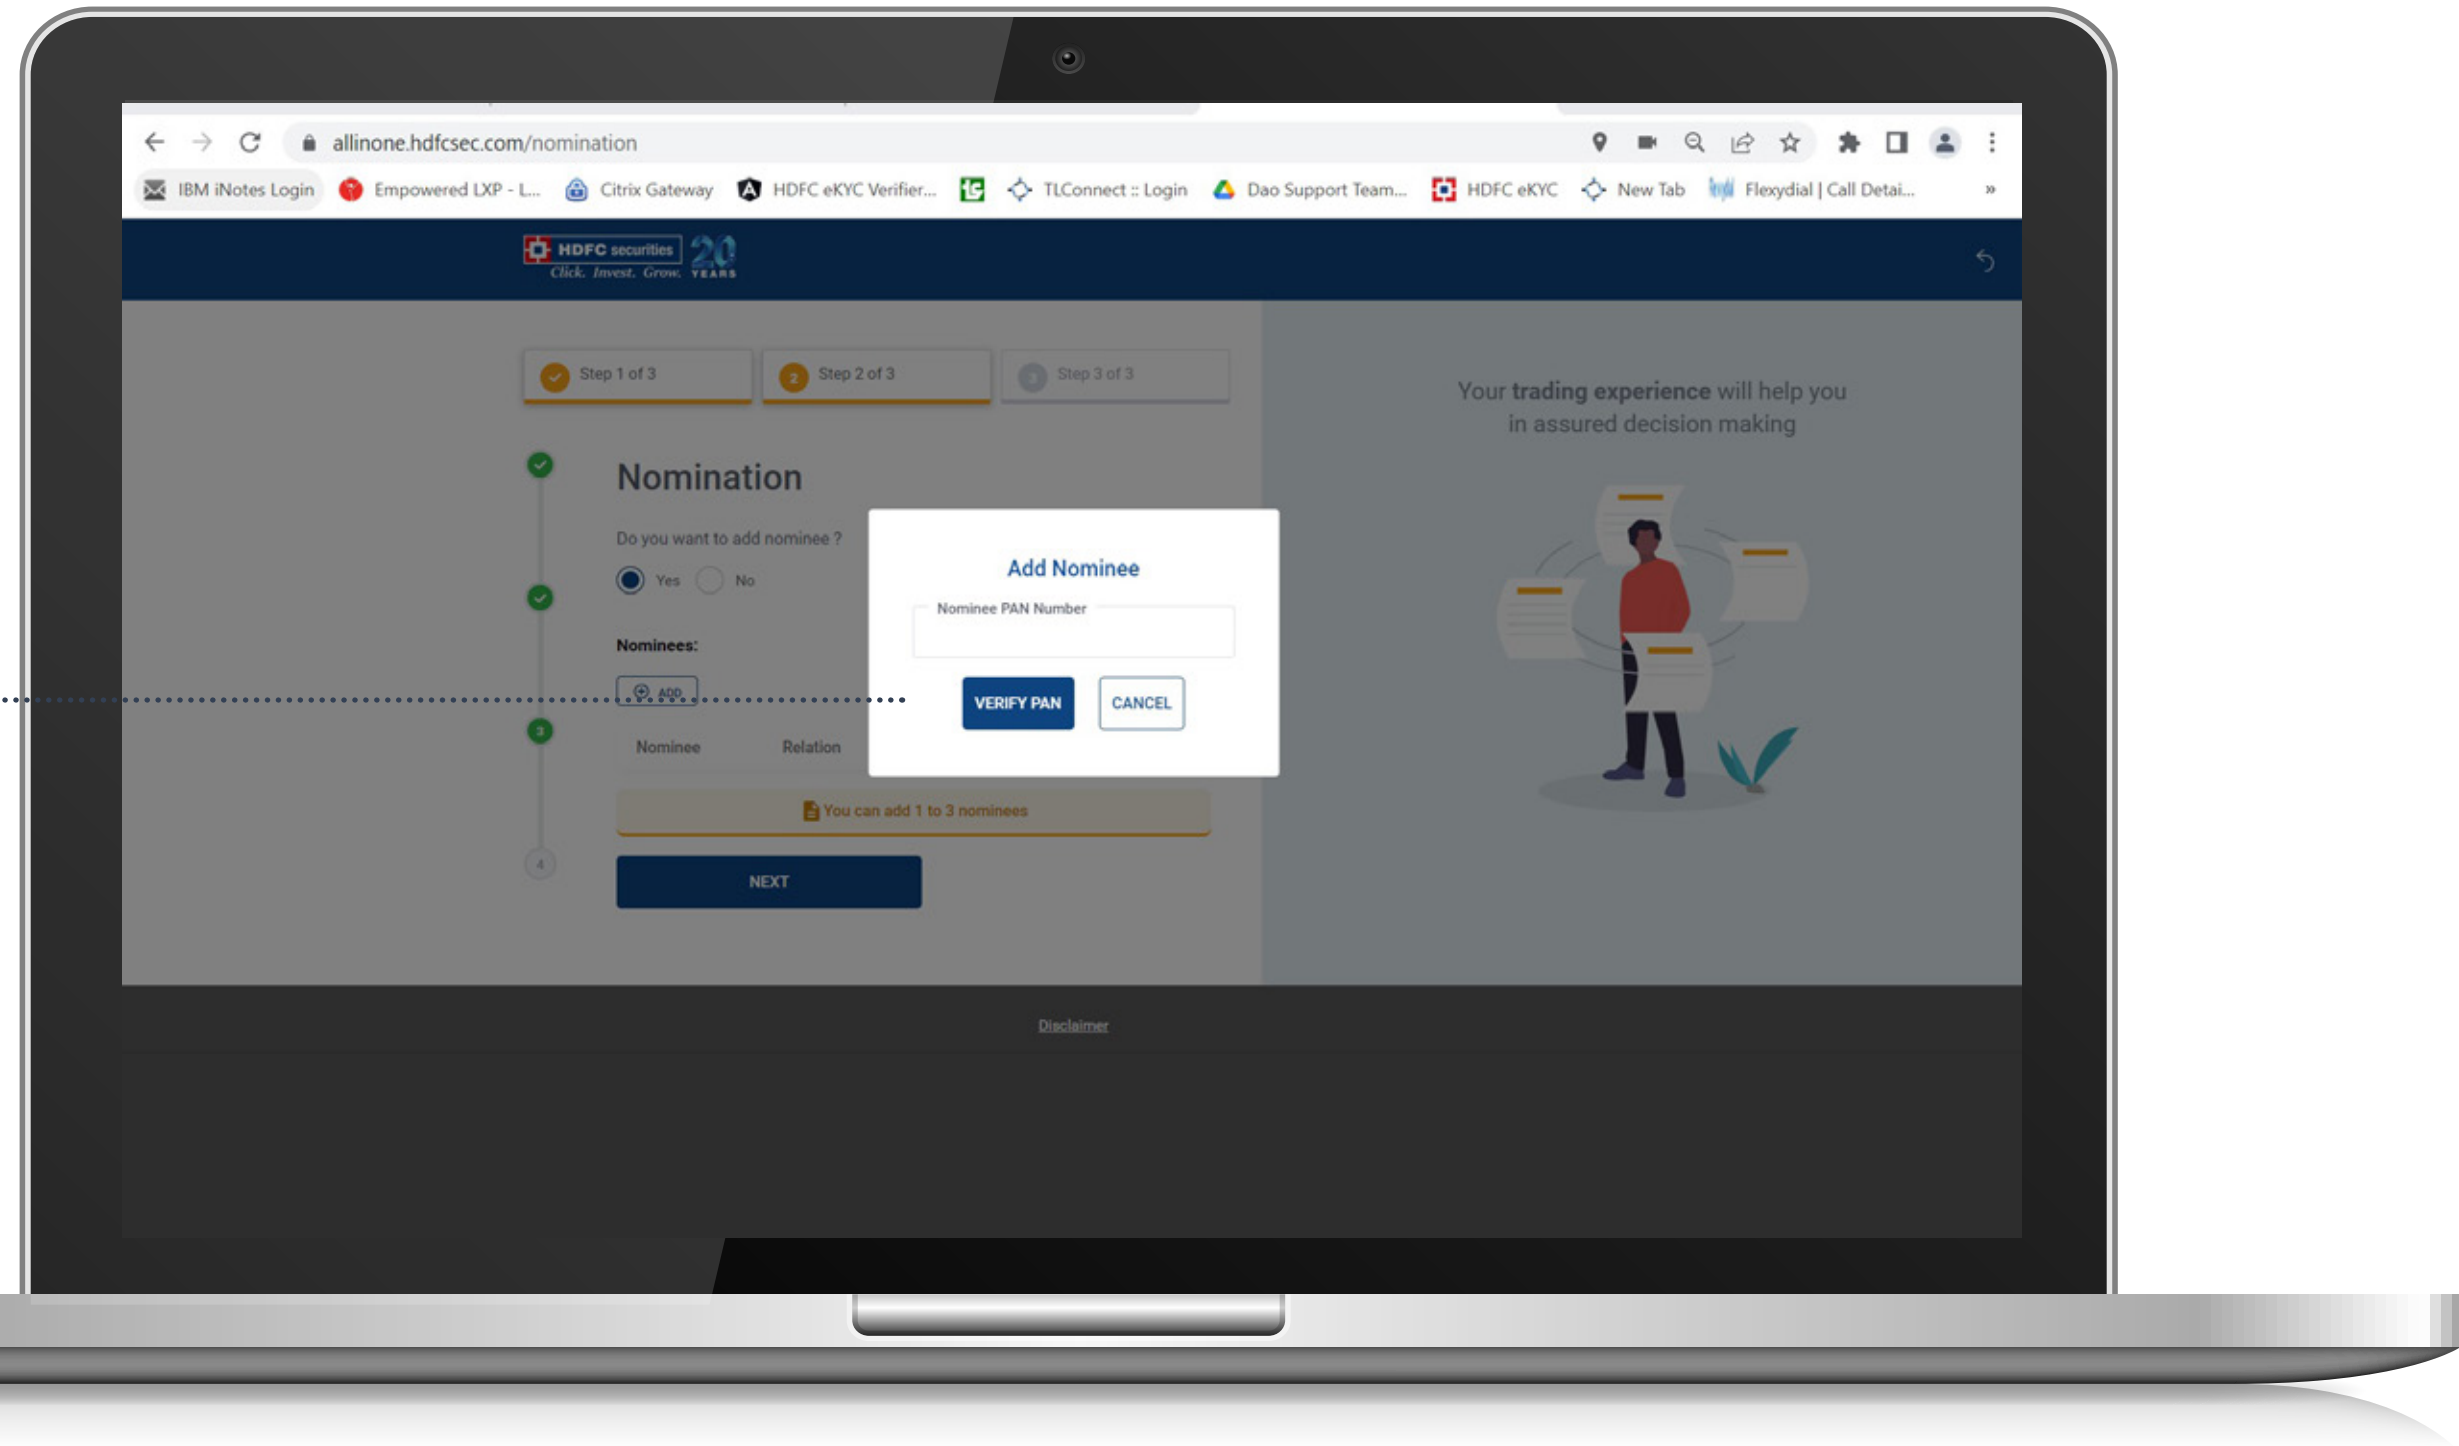 allinone.hdfcsec.com/nomination
IBM iNotes Login Empowered LXP - L... Citrix Gateway HDFC eKYC Verifier... TLConnect :: Login Dao Support Team... HDFC eKYC New Tab Flexydial | Call Detai... »
HDFC securities 20
Click. Invest. Grow. YEARS
Step 1 of 3 2 Step 2 of 3 3 Step 3 of 3
Your trading experience will help you
in assured decision making
Nomination
Do you want to add nominee ?
Yes No
Nominees:
ADD
3
Nominee Relation
Add Nominee
Nominee PAN Number
VERIFY PAN CANCEL
You can add 1 to 3 nominees
4
NEXT
Disclaimer